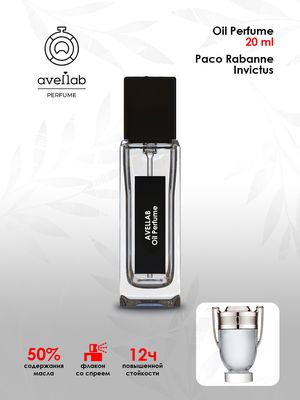 avellab
PERFUME
Oil Perfume
20 ml
Paco Rabanne
Invictus
AVELLAB
Oil Perfume
50%
содержания
масла
флакон
со спреем
12ч
повышенной
стойкости